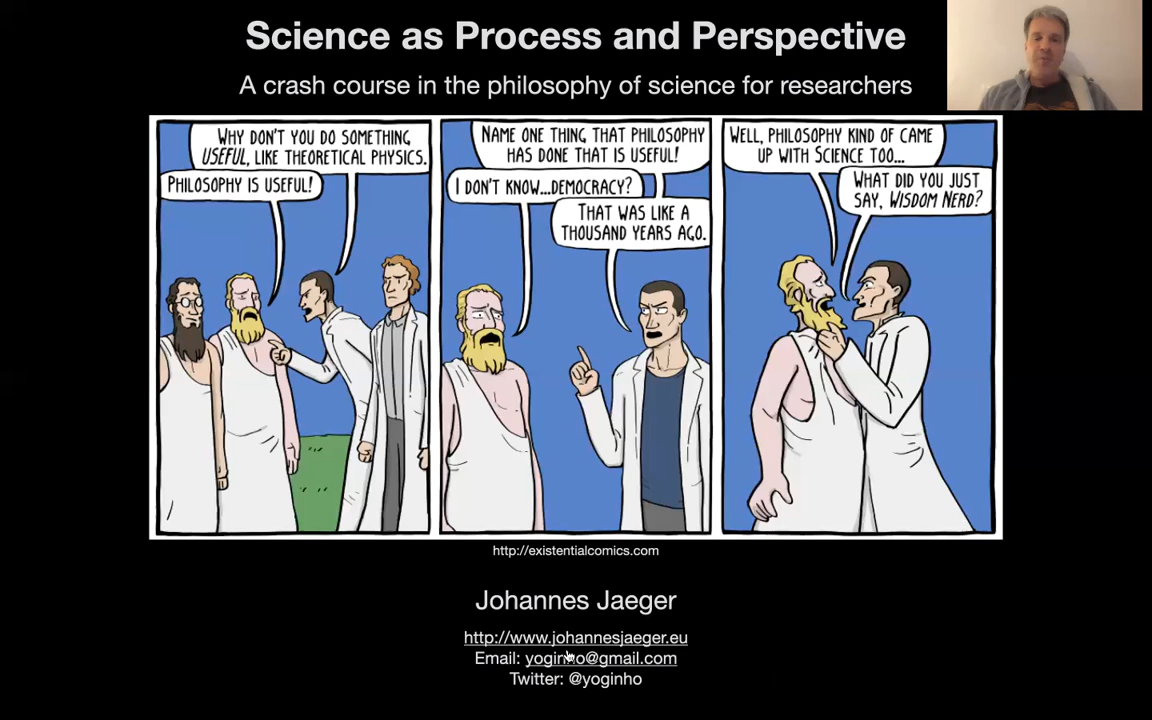 Science as Process and Perspective
A crash course in the philosophy of science for researchers
WHY DON'T YOU DO SOMETHING
USEFUL, LIKE THEORETICAL PHYSICS.
PHILOSOPHY IS USEFUL!
NAME ONE THING THAT PHILOSOPHY
HAS DONE THAT IS USEFUL!
I DON'T KNOW...DEMOCRACY?
THAT WAS LIKE A
THOUSAND YEARS AGO.
WELL, PHILOSOPHY KIND OF CAME
UP WITH SCIENCE TOO...
WHAT DID YOU JUST
SAY, WISDOM NERD?
http://existentialcomics.com
Johannes Jaeger
http://www.johannesjaeger.eu
Email: yoginho@gmail.com
Twitter: @yoginho